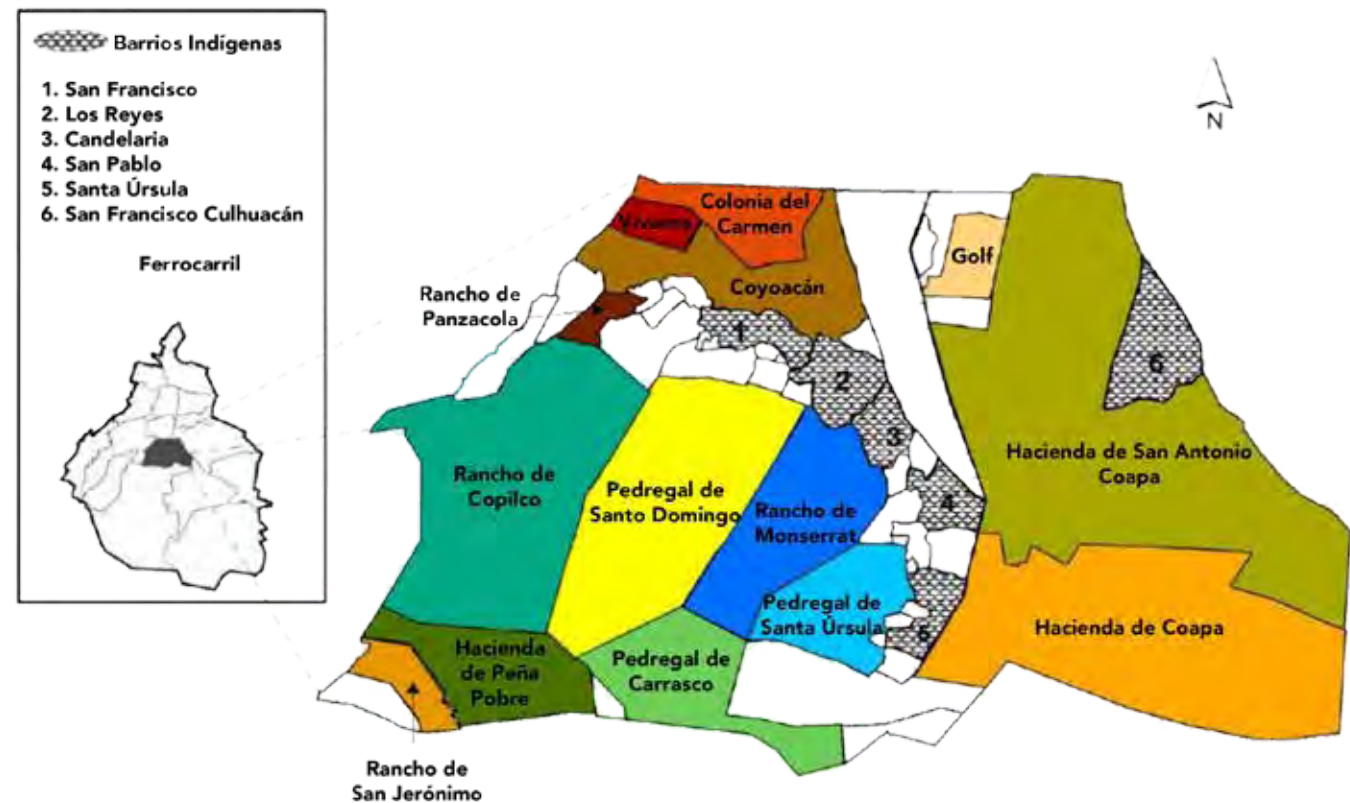 Barrios Indígenas
1. San Francisco
2. Los Reyes
3. Candelaria
4. San Pablo
5. Santa Úrsula
6. San Francisco Culhuacán
Ferrocarril
N
Colonia del
Carmen
Viveros
Golf
Coyoacán
Rancho de
Panzacola
1
2
3
4
5
6
Hacienda de San Antonio
Coapa
Rancho de
Copilco
Pedregal de
Santo Domingo
Rancho de
Monserrat
Pedregal de
Santa Úrsula
Hacienda de Coapa
Hacienda
de Peña
Pobre
Pedregal de
Carrasco
Rancho de
San Jerónimo